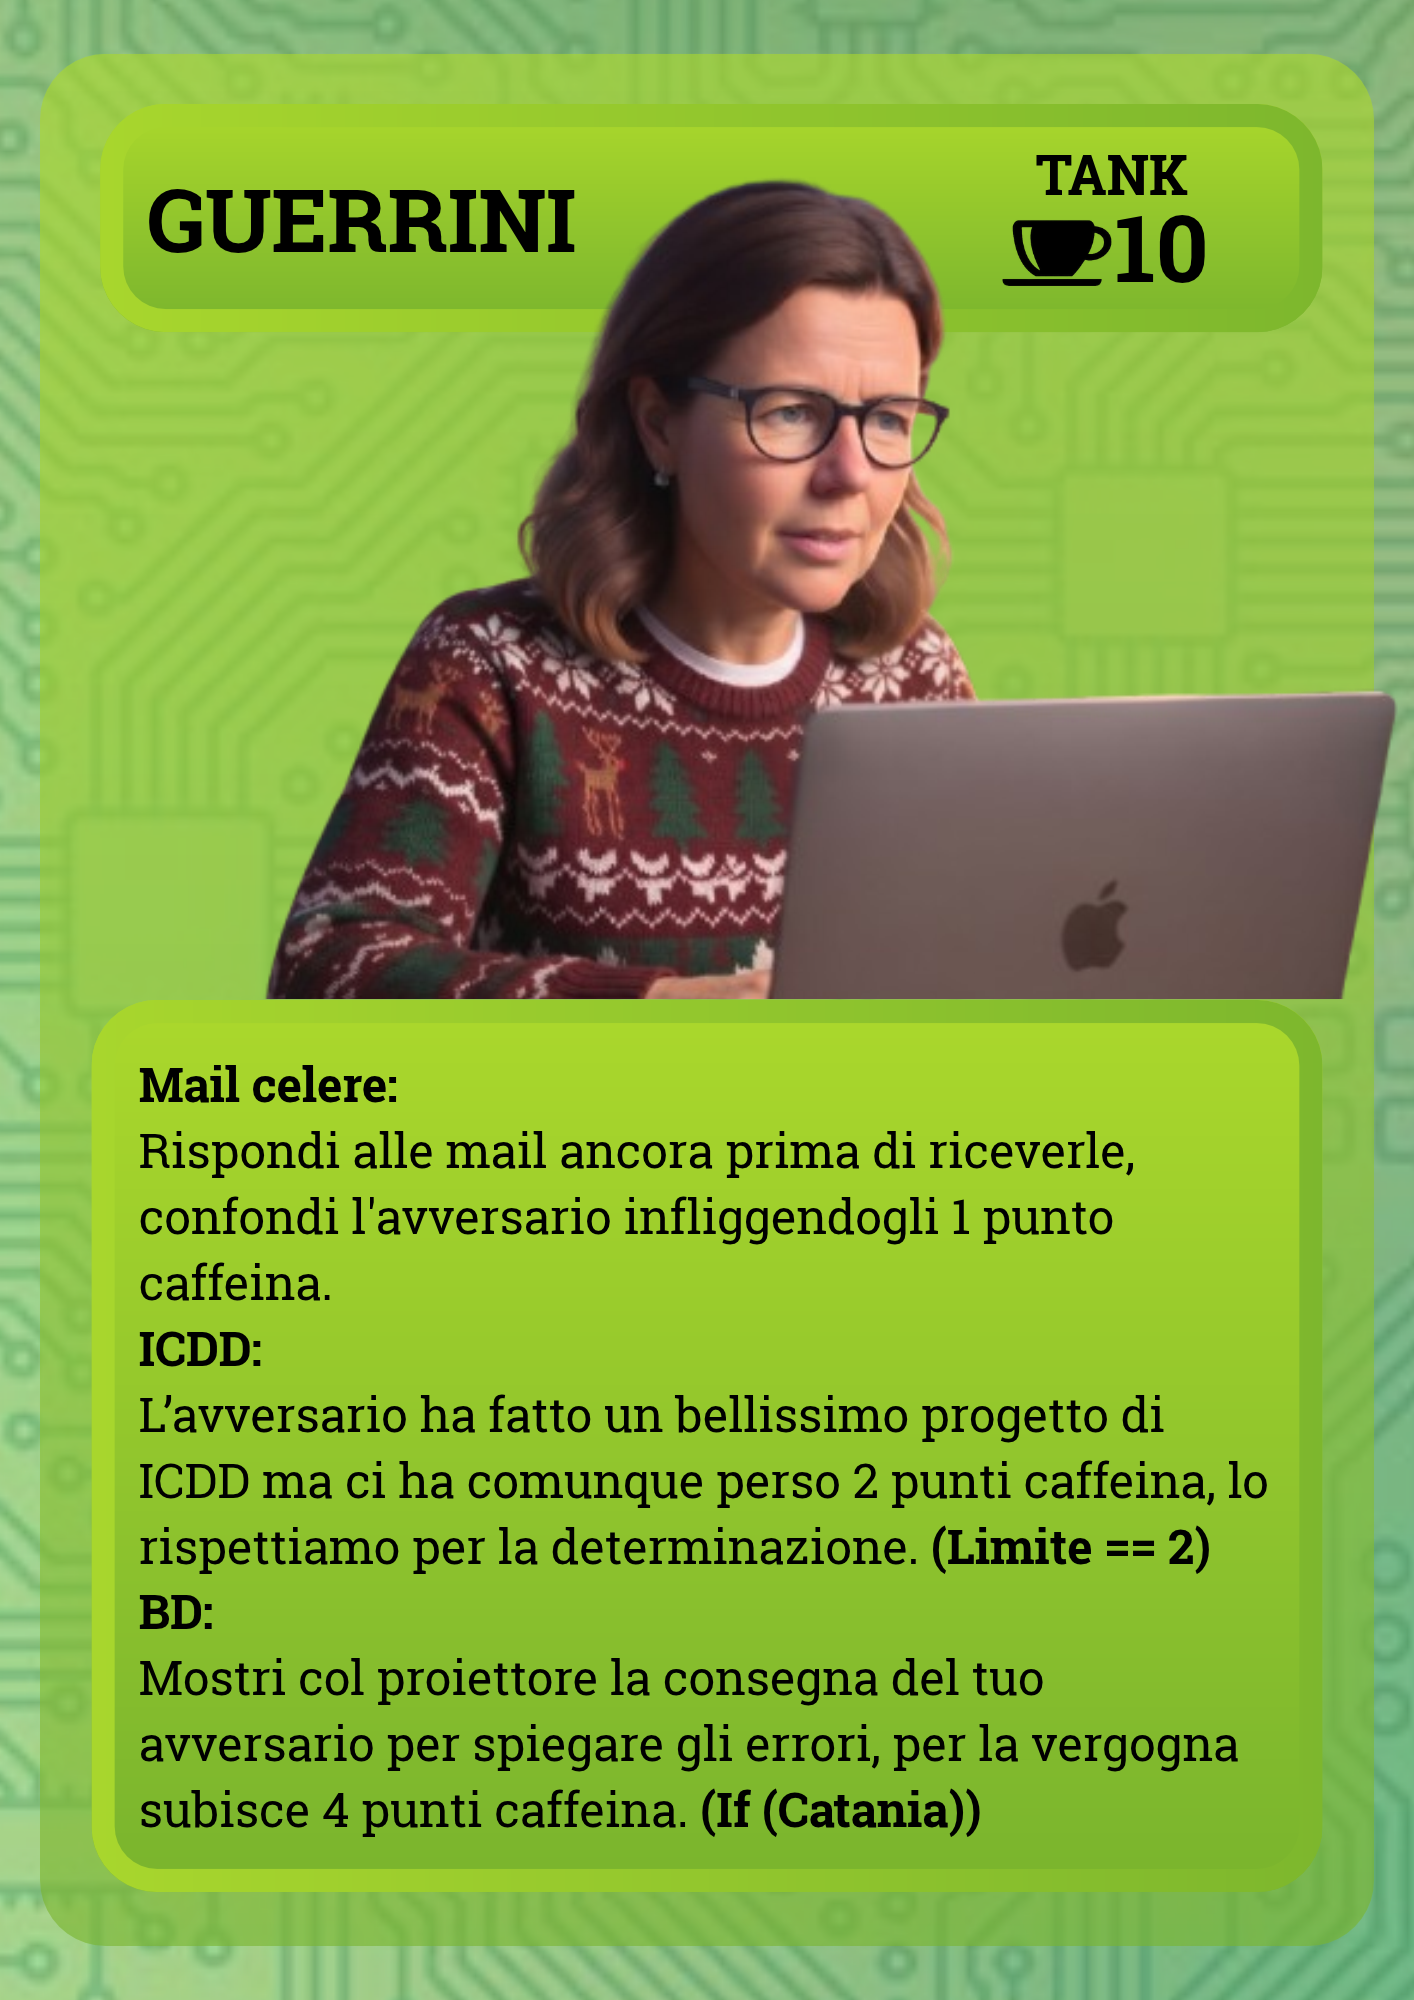 GUERRINI
TANK
10
Mail celere:
Rispondi alle mail ancora prima di riceverle,
confondi l'avversario infliggendogli 1 punto
caffeina.
ICDD:
L’avversario ha fatto un bellissimo progetto di
ICDD ma ci ha comunque perso 2 punti caffeina, lo
rispettiamo per la determinazione. (Limite == 2)
BD:
Mostri col proiettore la consegna del tuo
avversario per spiegare gli errori, per la vergogna
subisce 4 punti caffeina. (If (Catania))